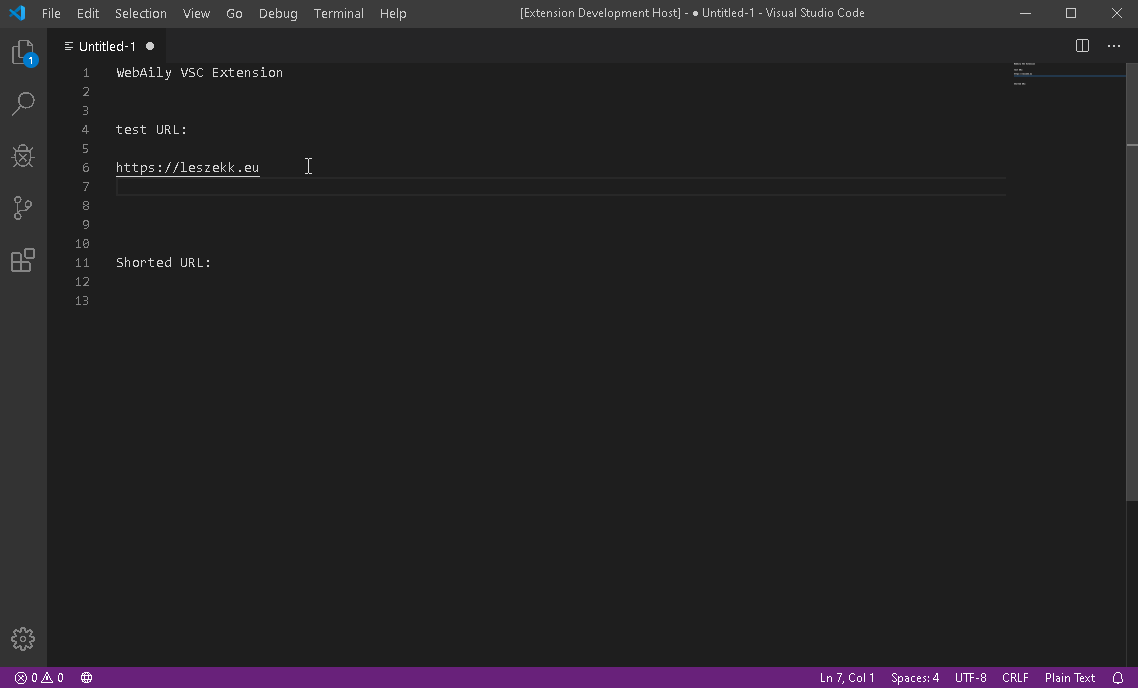 File Edit Selection View Go Debug Terminal Help [Extension Development Host] - ● Untitled-1 - Visual Studio Code
Untitled-1
1
1 WebAily VSC Extension
2
3
4 test URL:
5
6 https://leszekk.eu
7
8
9
10
11 Shorted URL:
12
13
0 0 Ln 7, Col 1 Spaces: 4 UTF-8 CRLF Plain Text